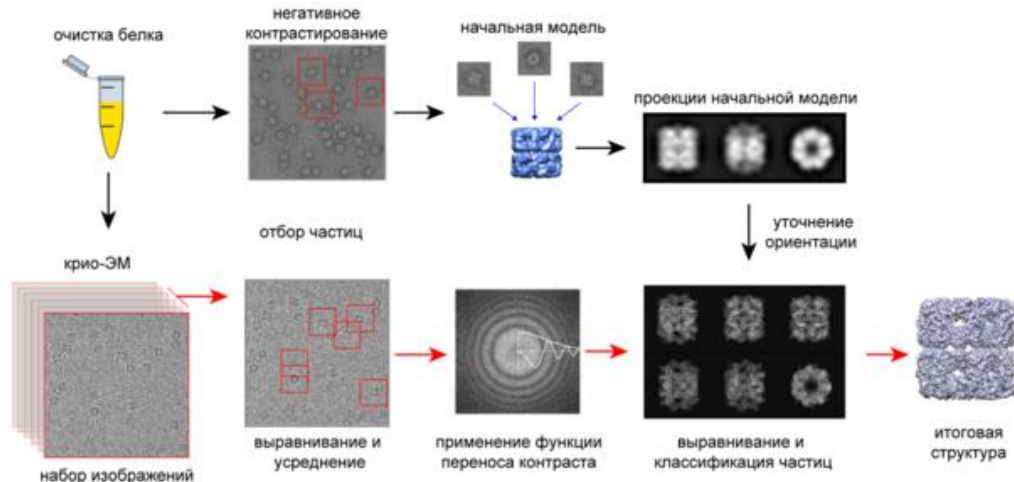 очистка белка
негативное
контрастирование
начальная модель
проекции начальной модели
отбор частиц
уточнение
ориентации
крио-ЭМ
набор изображений
выравнивание и
усреднение
применение функции
переноса контраста
выравнивание и
классификация частиц
итоговая
структура